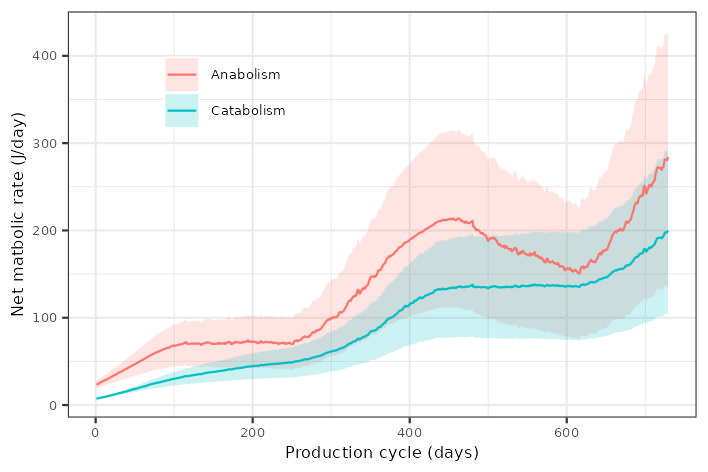 400
300
200
100
0
Net matbolic rate (J/day)
Anabolism
Catabolism
0 200 400 600
Production cycle (days)